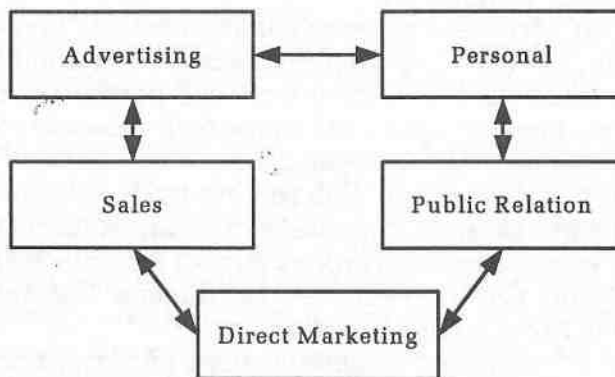 Advertising
Personal
Sales
Public Relation
Direct Marketing